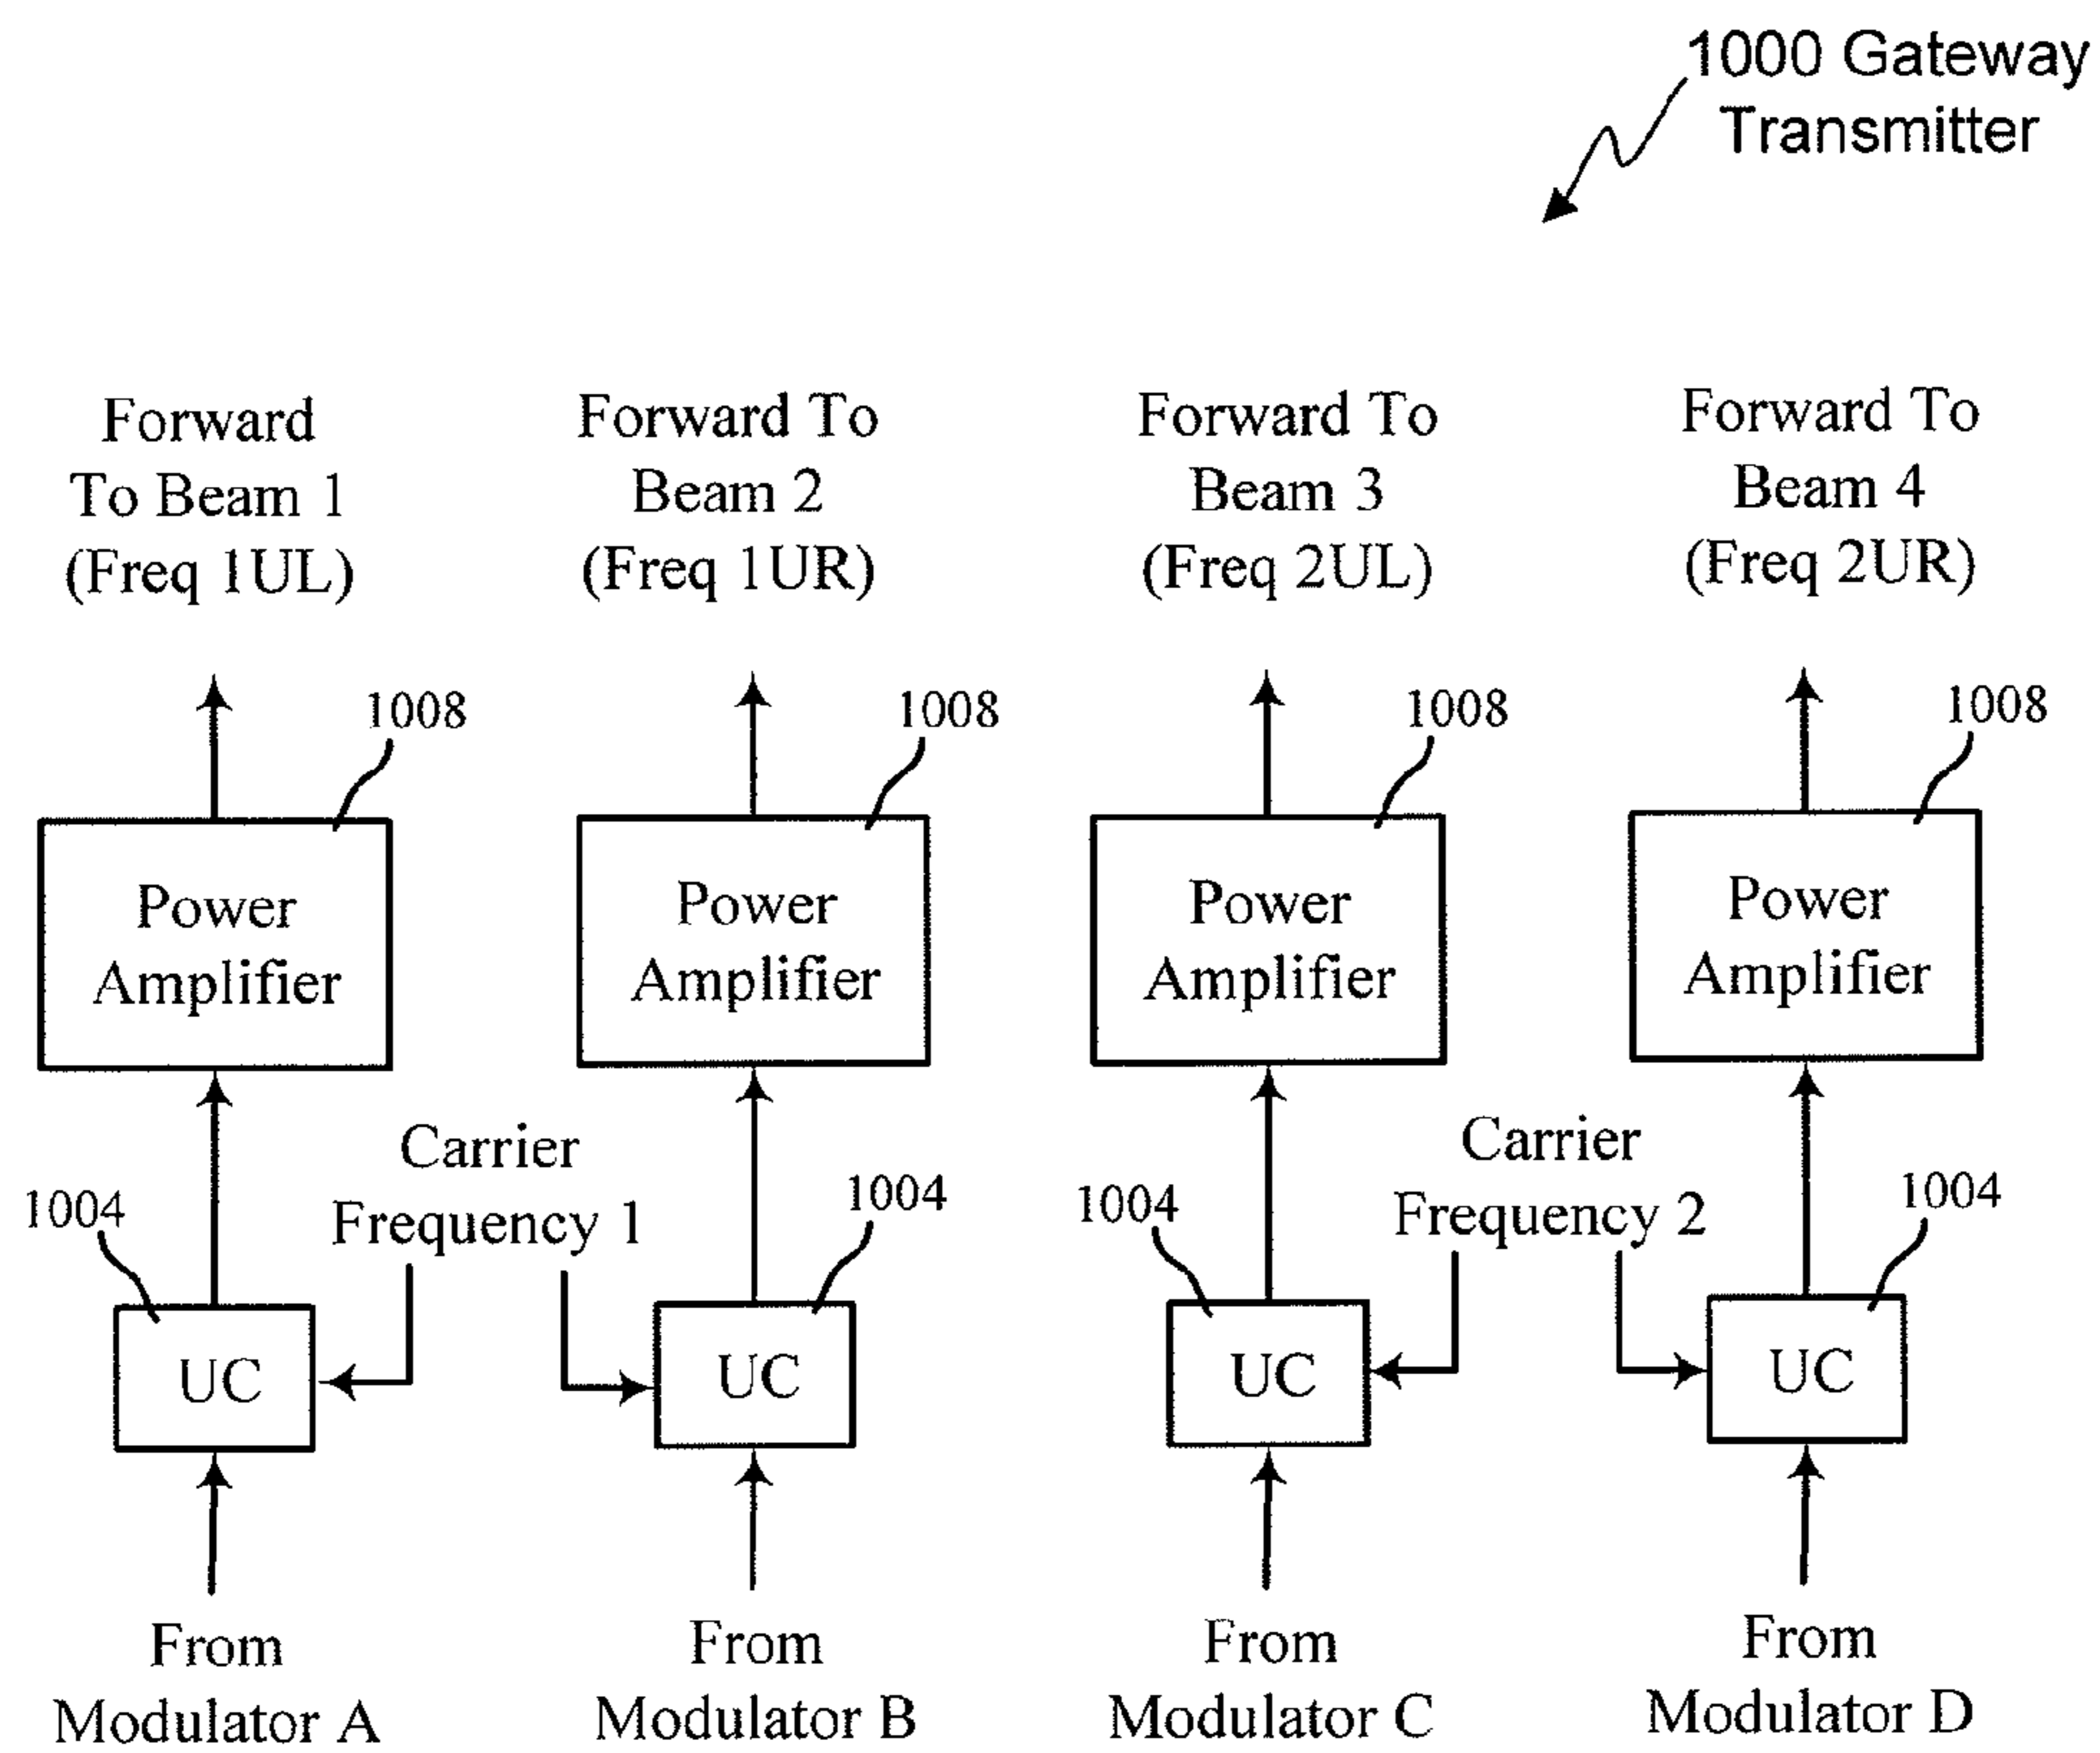 1000 Gateway
Transmitter
Forward
To Beam 1
(Freq 1UL)
Forward To
Beam 2
(Freq 1UR)
Forward To
Beam 3
(Freq 2UL)
Forward To
Beam 4
(Freq 2UR)
1008
1008
1008
1008
Power
Amplifier
Power
Amplifier
Power
Amplifier
Power
Amplifier
Carrier
Frequency 1
Carrier
Frequency 2
1004
1004
1004
1004
UC
UC
UC
UC
From
Modulator A
From
Modulator B
From
Modulator C
From
Modulator D